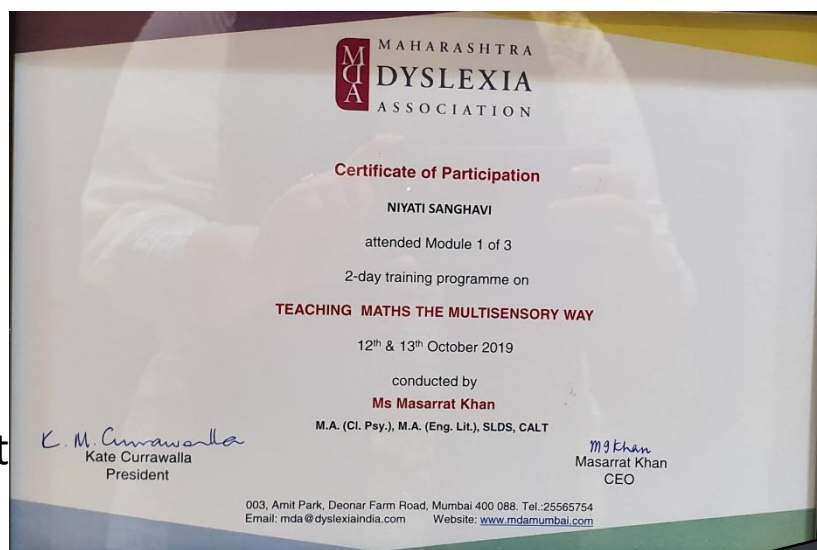 MDA
MAHARASHTRA
DYSLEXIA
ASSOCIATION
Certificate of Participation
NIYATI SANGHAVI
attended Module 1 of 3
2-day training programme on
TEACHING MATHS THE MULTISENSORY WAY
12th & 13th October 2019
conducted by
Ms Masarrat Khan
M.A. (Cl. Psy.), M.A. (Eng. Lit.), SLDS, CALT
K. M. Currawalla
Kate Currawalla
President
t
M J Khan
Masarrat Khan
CEO
003, Amit Park, Deonar Farm Road, Mumbai 400 088. Tel.:25565754
Email: mda@dyslexiaindia.com Website: www.mdamumbai.com